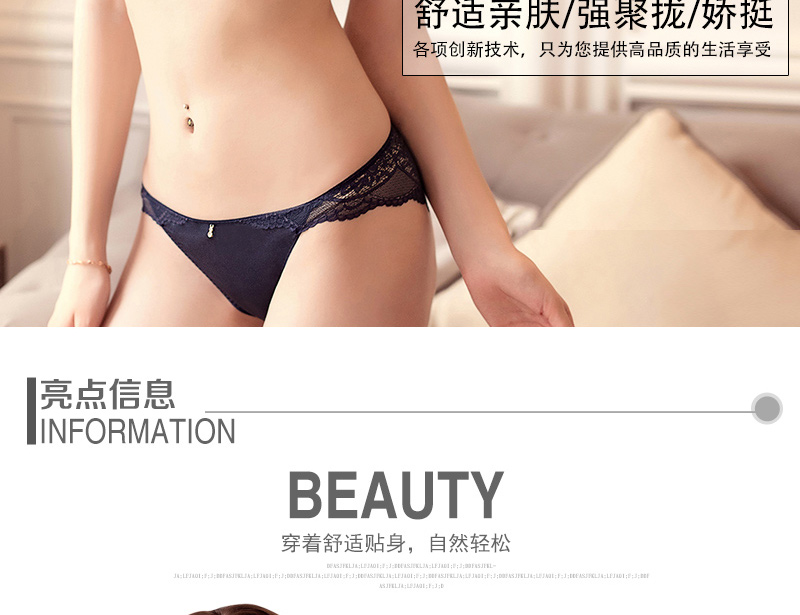 舒适亲肤/强聚拢/娇挺
各项创新技术，只为您提供高品质的生活享受
亮点信息
INFORMATION
BEAUTY
穿着舒适贴身，自然轻松